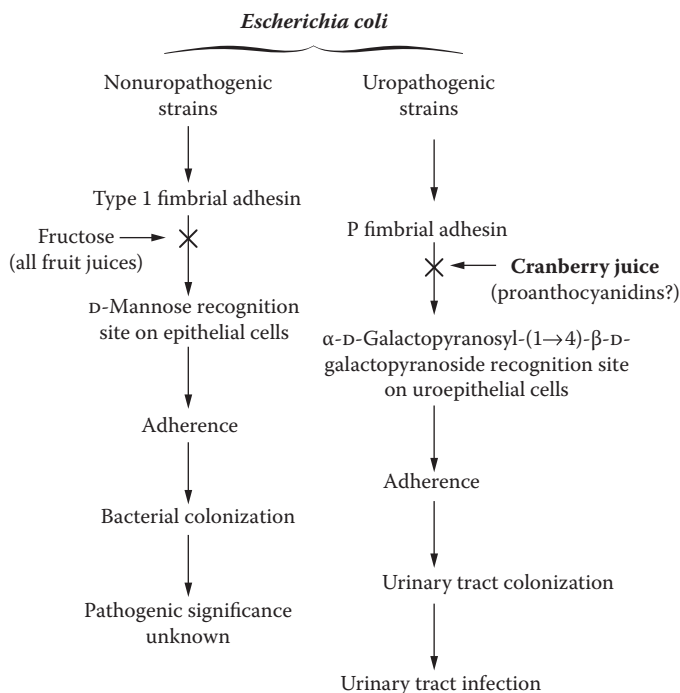 Escherichia coli
Nonuropathogenic
strains
Type 1 fimbrial adhesin
Fructose
(all fruit juices)
D-Mannose recognition
site on epithelial cells
Adherence
Bacterial colonization
Pathogenic significance
unknown
Uropathogenic
strains
P fimbrial adhesin
Cranberry juice
(proanthocyanidins?)
α-D-Galactopyranosyl-(1→4)-β-D-
galactopyranoside recognition site
on uroepithelial cells
Adherence
Urinary tract colonization
Urinary tract infection